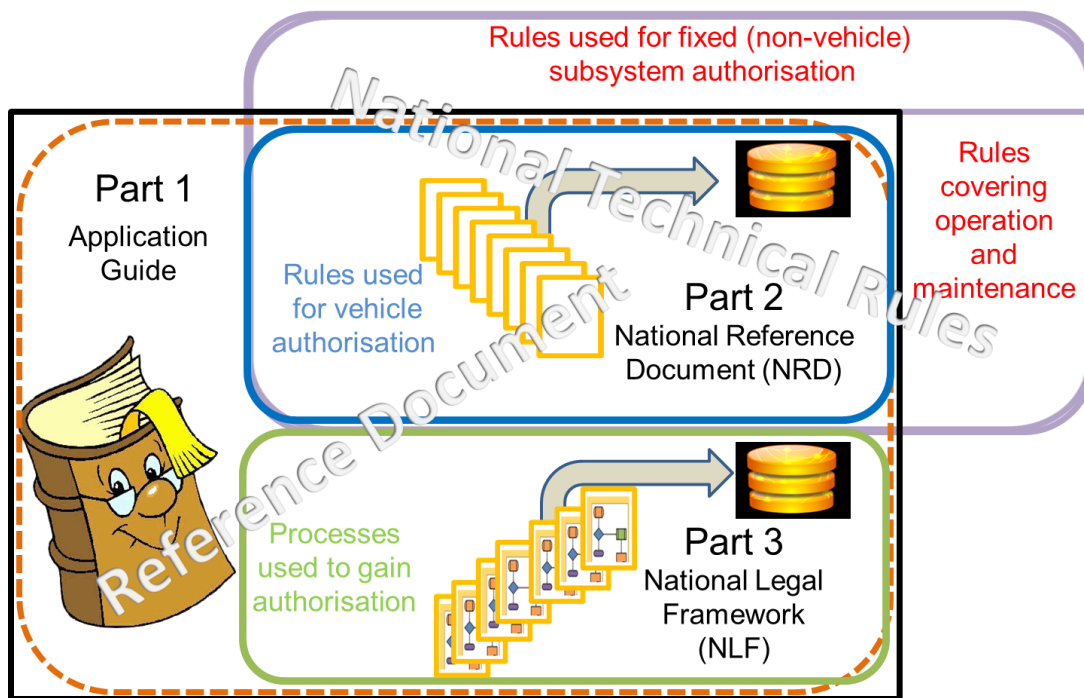 Rules used for fixed (non-vehicle)
subsystem authorisation
National Technical Rules
Rules
covering
operation
and
maintenance
Part 1
Application
Guide
Rules used
for vehicle
authorisation
Part 2
National Reference
Document (NRD)
Reference Document
Processes
used to gain
authorisation
Part 3
National Legal
Framework
(NLF)